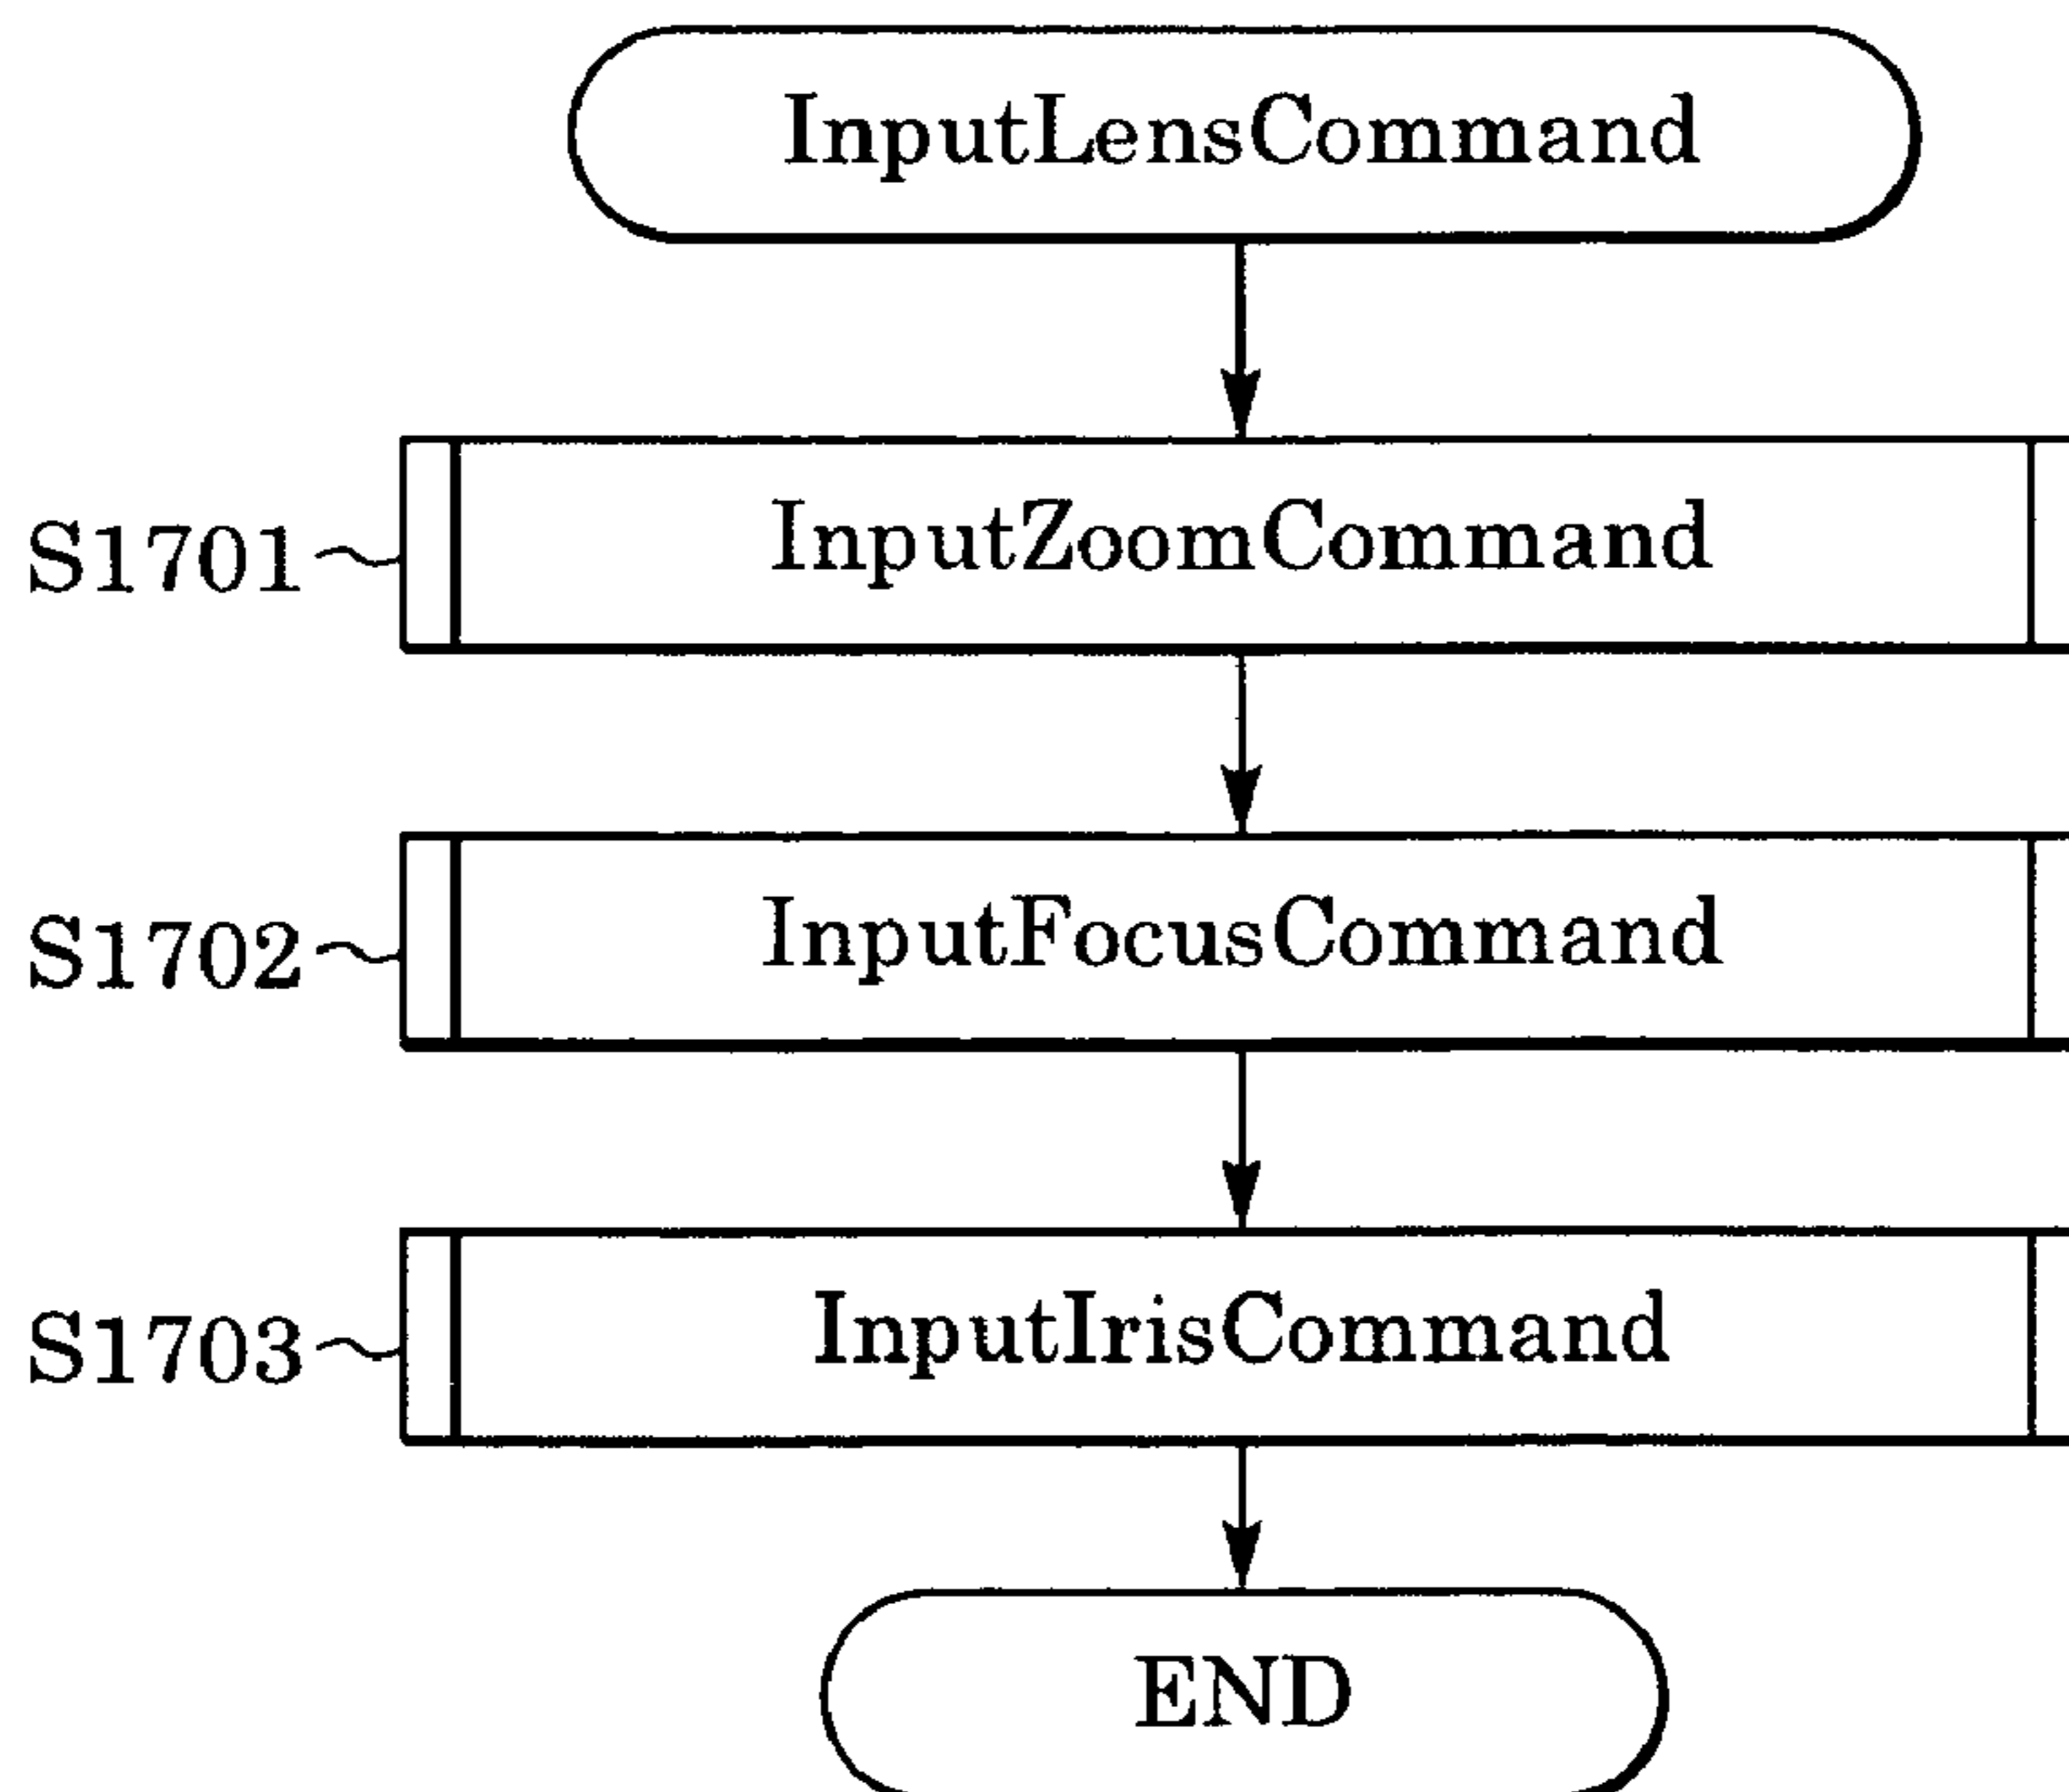 InputLensCommand
S1701
InputZoomCommand
S1702
InputFocusCommand
S1703
InputIrisCommand
END